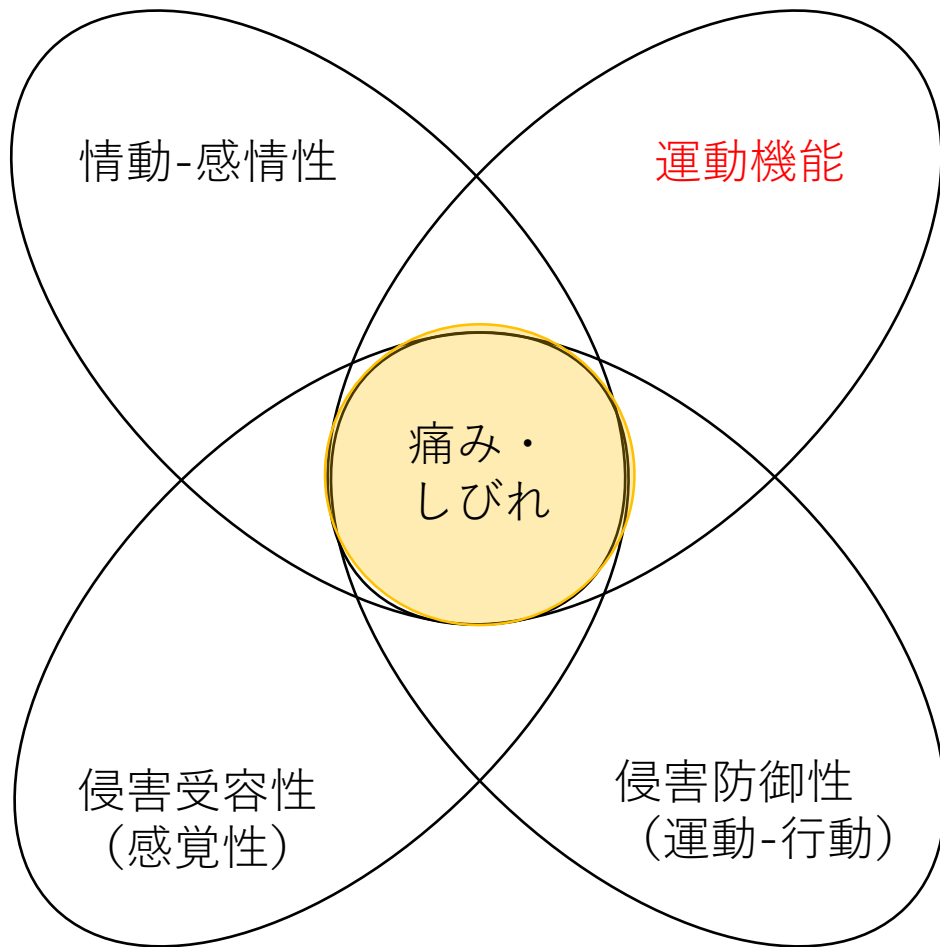 情動-感情性
運動機能
痛み・
しびれ
侵害受容性
（感覚性）
侵害防御性
（運動-行動）